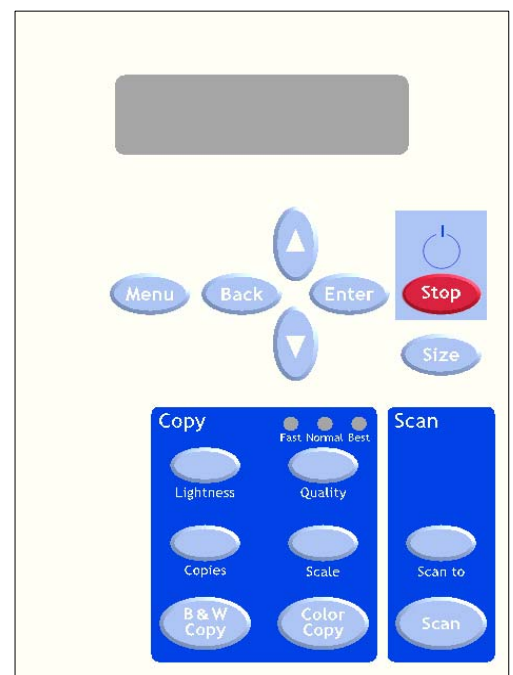 Menu
Back
Enter
Stop
Size
Copy
Fast Normal Best
Lightness
Quality
Copies
Scale
B & W
Copy
Color
Copy
Scan
Scan to
Scan